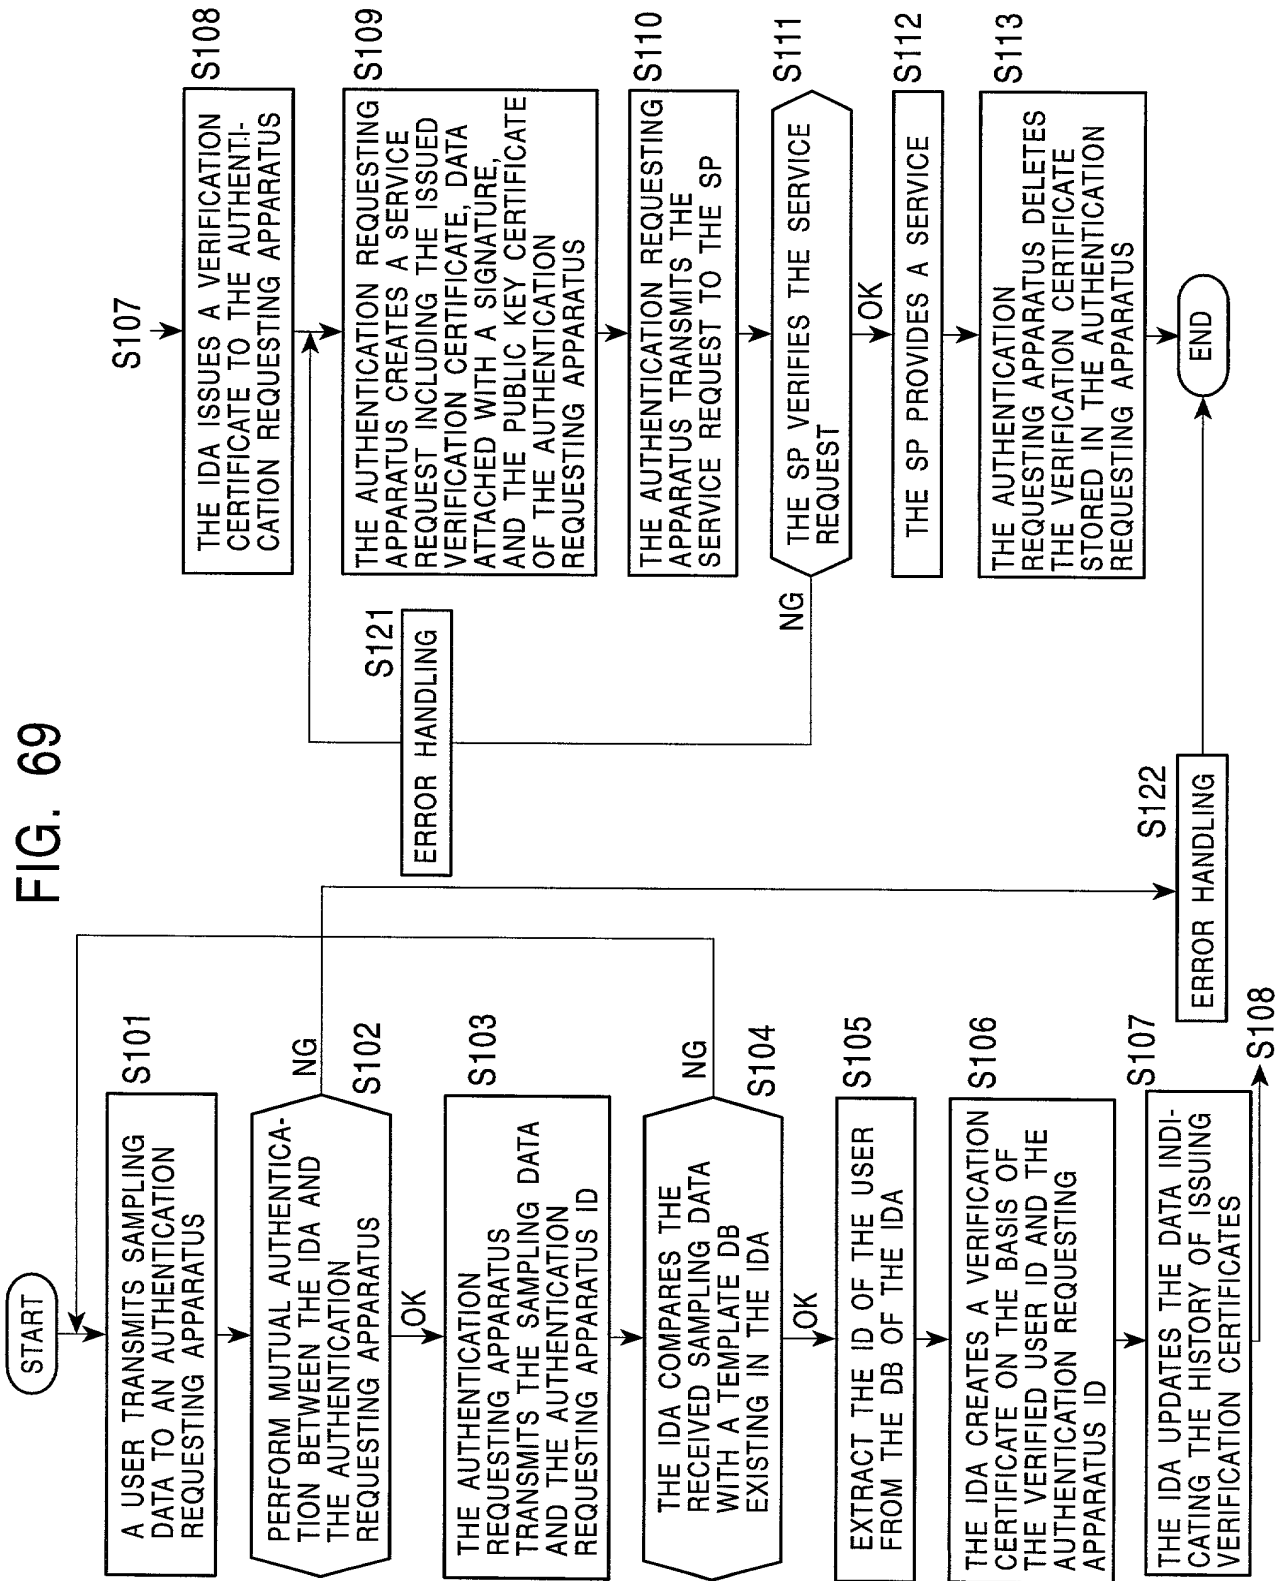 FIG. 69
START
S101
A USER TRANSMITS SAMPLING
DATA TO AN AUTHENTICATION
REQUESTING APPARATUS
PERFORM MUTUAL AUTHENTICA-
TION BETWEEN THE IDA AND
THE AUTHENTICATION
REQUESTING APPARATUS
NG
S102
OK
S103
THE AUTHENTICATION
REQUESTING APPARATUS
TRANSMITS THE SAMPLING DATA
AND THE AUTHENTICATION
REQUESTING APPARATUS ID
THE IDA COMPARES THE
RECEIVED SAMPLING DATA
WITH A TEMPLATE DB
EXISTING IN THE IDA
NG
S104
OK
S105
EXTRACT THE ID OF THE USER
FROM THE DB OF THE IDA
S106
THE IDA CREATES A VERIFICATION
CERTIFICATE ON THE BASIS OF
THE VERIFIED USER ID AND THE
AUTHENTICATION REQUESTING
APPARATUS ID
S107
THE IDA UPDATES THE DATA INDI-
CATING THE HISTORY OF ISSUING
VERIFICATION CERTIFICATES
S108
S107
S108
THE IDA ISSUES A VERIFICATION
CERTIFICATE TO THE AUTHENTI-
CATION REQUESTING APPARATUS
S109
THE AUTHENTICATION REQUESTING
APPARATUS CREATES A SERVICE
REQUEST INCLUDING THE ISSUED
VERIFICATION CERTIFICATE, DATA
ATTACHED WITH A SIGNATURE,
AND THE PUBLIC KEY CERTIFICATE
OF THE AUTHENTICATION
REQUESTING APPARATUS
S121
ERROR HANDLING
S110
THE AUTHENTICATION REQUESTING
APPARATUS TRANSMITS THE
SERVICE REQUEST TO THE SP
S111
THE SP VERIFIES THE SERVICE
REQUEST
NG
OK
S112
THE SP PROVIDES A SERVICE
S113
THE AUTHENTICATION
REQUESTING APPARATUS DELETES
THE VERIFICATION CERTIFICATE
STORED IN THE AUTHENTICATION
REQUESTING APPARATUS
S122
ERROR HANDLING
END